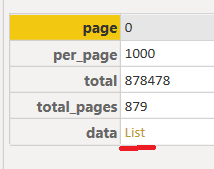 page 0
per_page 1000
total 878478
total_pages 879
data List